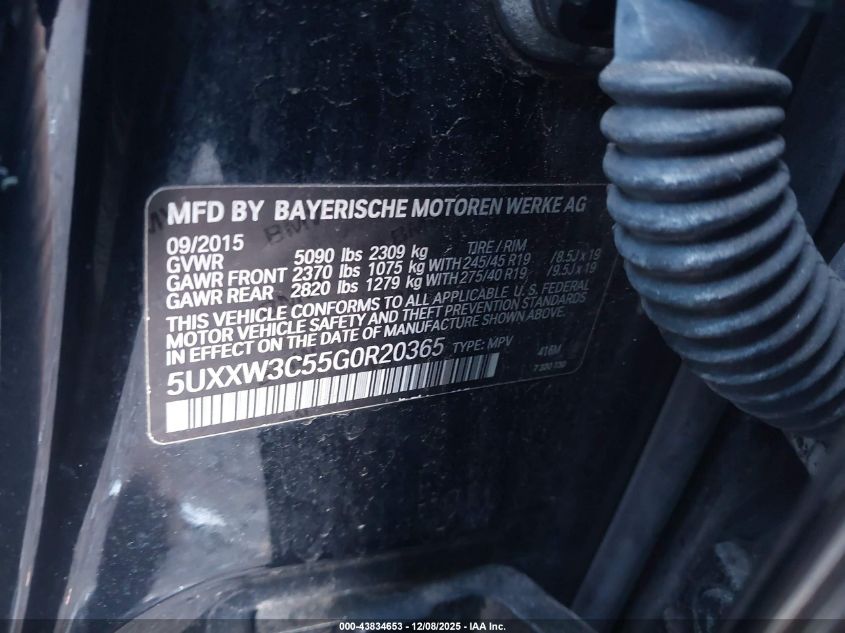 MFD BY BAYERISCHE MOTOREN WERKE AG
09/2015
GVWR 5090 lbs 2309 kg TIRE / RIM
GAWR FRONT 2370 lbs 1075 kg WITH 245/45 R19 /8.5J x 19
GAWR REAR 2820 lbs 1279 kg WITH 275/40 R19 /9.5J x 19
THIS VEHICLE CONFORMS TO ALL APPLICABLE U. S. FEDERAL
MOTOR VEHICLE SAFETY AND THEFT PREVENTION STANDARDS
IN EFFECT ON THE DATE OF MANUFACTURE SHOWN ABOVE.
5UXXW3C55G0R20365 TYPE: MPV 416M
000-43834653 - 12/08/2025 - IAA Inc.